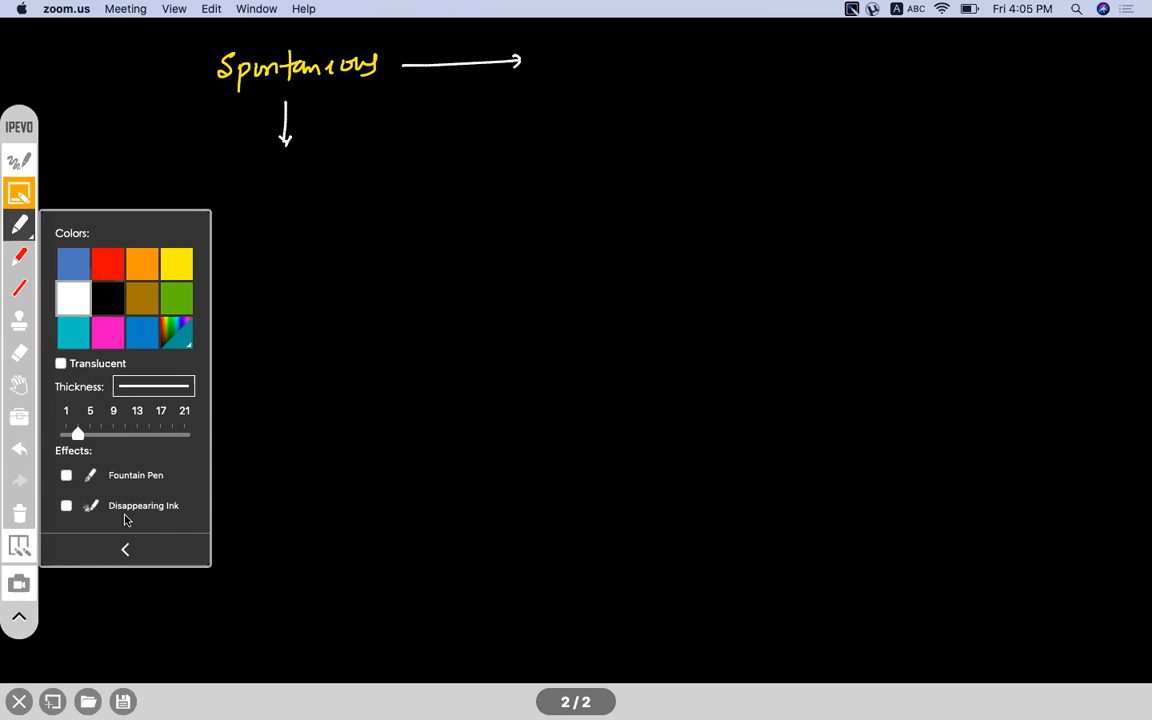 zoom.us Meeting View Edit Window Help A ABC Fri 4:05 PM
Spontaneous
IPEVO
Colors:
Translucent
Thickness:
1 5 9 13 17 21
Effects:
Fountain Pen
Disappearing Ink
2 / 2